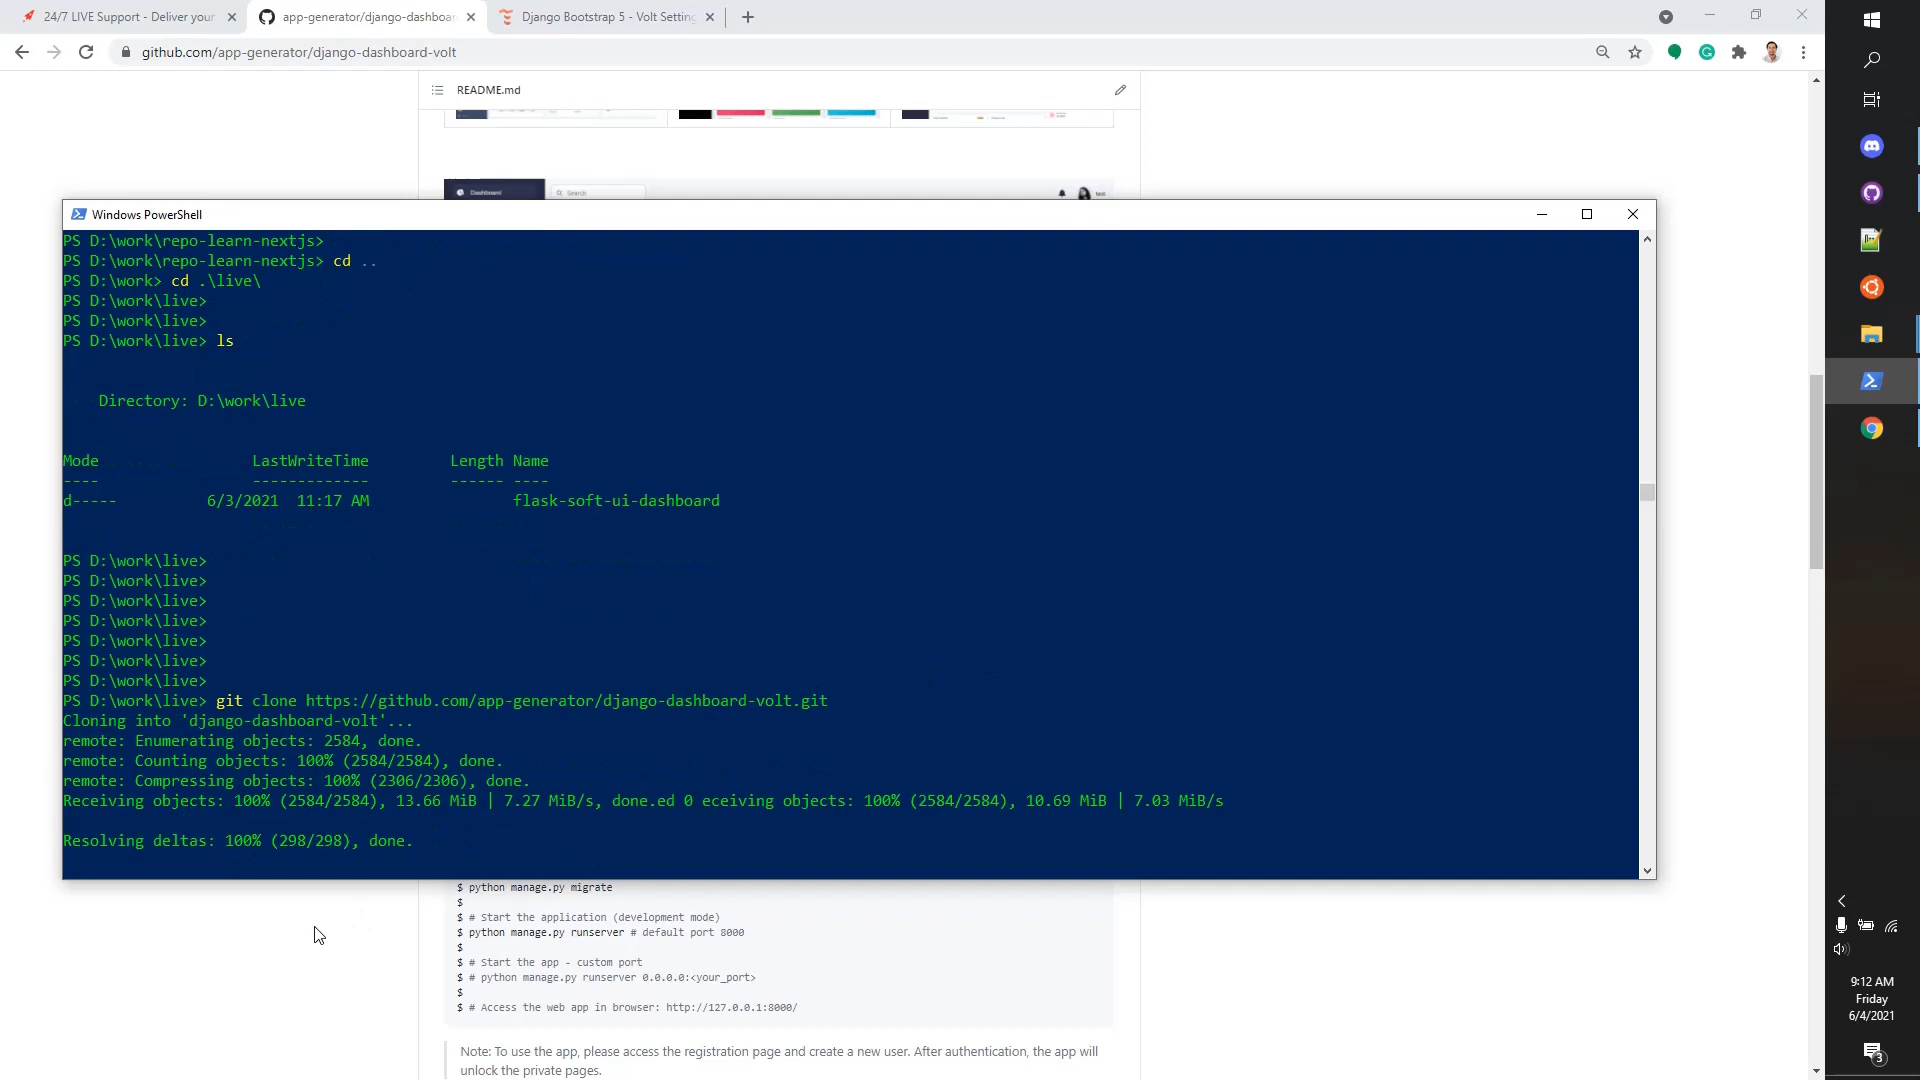 24/7 LIVE Support - Deliver your
app-generator/django-dashboar
Django Bootstrap 5 - Volt Setting
github.com/app-generator/django-dashboard-volt
README.md
Dashboard
Search
test
Windows PowerShell
PS D:\work\repo-learn-nextjs>
PS D:\work\repo-learn-nextjs> cd ..
PS D:\work> cd .\live\
PS D:\work\live>
PS D:\work\live>
PS D:\work\live> ls
Directory: D:\work\live
Mode LastWriteTime Length Name
---- ------------- ------ ----
d----- 6/3/2021 11:17 AM flask-soft-ui-dashboard
PS D:\work\live>
PS D:\work\live>
PS D:\work\live>
PS D:\work\live>
PS D:\work\live>
PS D:\work\live>
PS D:\work\live>
PS D:\work\live> git clone https://github.com/app-generator/django-dashboard-volt.git
Cloning into 'django-dashboard-volt'...
remote: Enumerating objects: 2584, done.
remote: Counting objects: 100% (2584/2584), done.
remote: Compressing objects: 100% (2306/2306), done.
Receiving objects: 100% (2584/2584), 13.66 MiB | 7.27 MiB/s, done.ed 0 eceiving objects: 100% (2584/2584), 10.69 MiB | 7.03 MiB/s
Resolving deltas: 100% (298/298), done.
$ python manage.py migrate
$
$ # Start the application (development mode)
$ python manage.py runserver # default port 8000
$
$ # Start the app - custom port
$ # python manage.py runserver 0.0.0.0:<your_port>
$
$ # Access the web app in browser: http://127.0.0.1:8000/
Note: To use the app, please access the registration page and create a new user. After authentication, the app will
unlock the private pages.
9:12 AM
Friday
6/4/2021
3